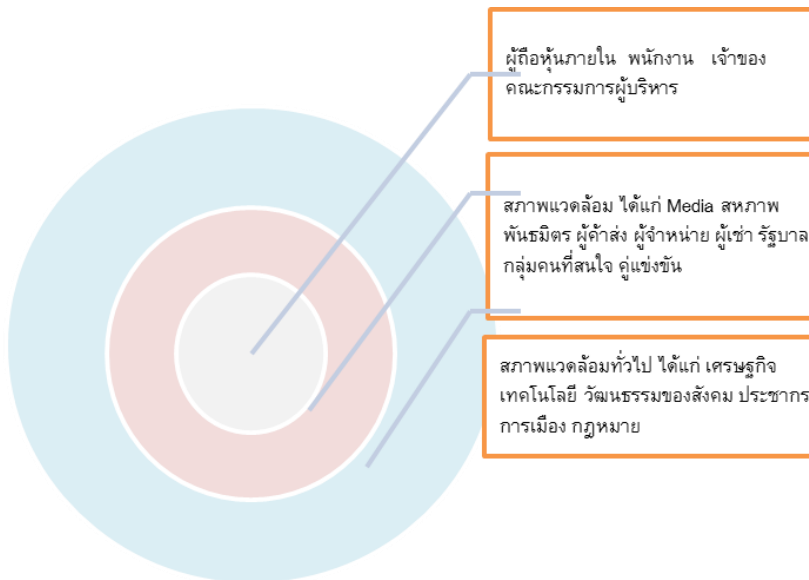 ผู้ถือหุ้นภายใน พนักงาน เจ้าของ
คณะกรรมการผู้บริหาร
สภาพแวดล้อม ได้แก่ Media สหภาพ
พันธมิตร ผู้ค้าส่ง ผู้จำหน่าย ผู้เช่า รัฐบาล
กลุ่มคนที่สนใจ คู่แข่งขัน
สภาพแวดล้อมทั่วไป ได้แก่ เศรษฐกิจ
เทคโนโลยี วัฒนธรรมของสังคม ประชากร
การเมือง กฎหมาย